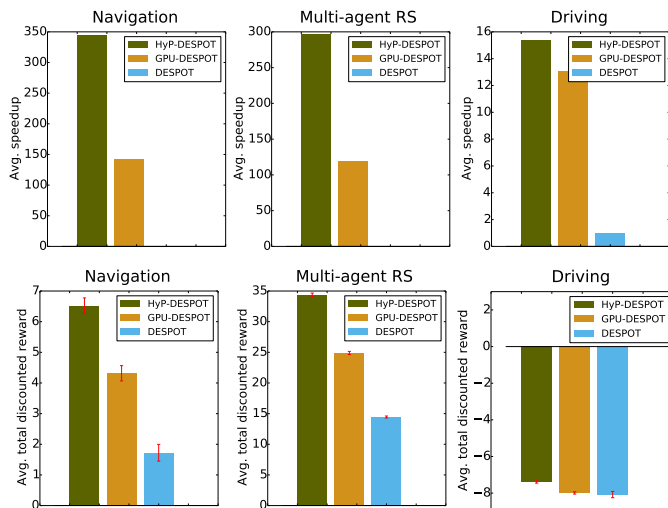 Navigation
Avg. speedup
350
300
250
200
150
100
50
0
HyP-DESPOT
GPU-DESPOT
DESPOT
Multi-agent RS
Avg. speedup
300
250
200
150
100
50
0
HyP-DESPOT
GPU-DESPOT
DESPOT
Driving
Avg. speedup
16
14
12
10
8
6
4
2
0
HyP-DESPOT
GPU-DESPOT
DESPOT
Navigation
Avg. total discounted reward
7
6
5
4
3
2
1
0
HyP-DESPOT
GPU-DESPOT
DESPOT
Multi-agent RS
Avg. total discounted reward
35
30
25
20
15
10
5
0
HyP-DESPOT
GPU-DESPOT
DESPOT
Driving
Avg. total discounted reward
2
0
−2
−4
−6
−8
HyP-DESPOT
GPU-DESPOT
DESPOT